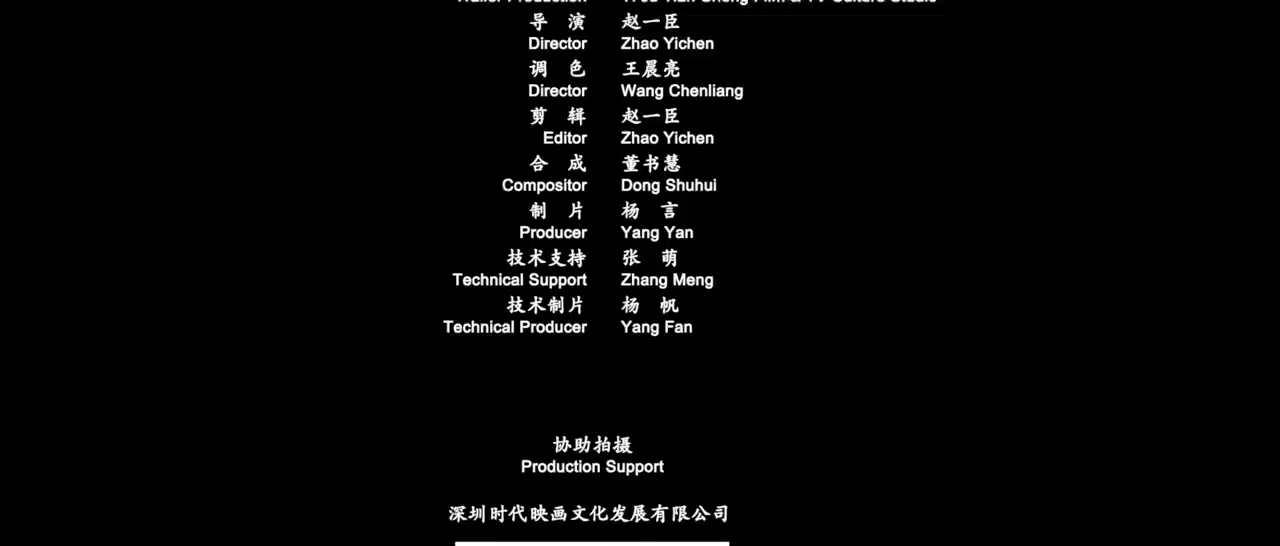 导 演 赵一臣
Director Zhao Yichen
调 色 王晨亮
Director Wang Chenliang
剪 辑 赵一臣
Editor Zhao Yichen
合 成 董书慧
Compositor Dong Shuhui
制 片 杨 言
Producer Yang Yan
技术支持 张 萌
Technical Support Zhang Meng
技术制片 杨 帆
Technical Producer Yang Fan
协助拍摄
Production Support
深圳时代映画文化发展有限公司